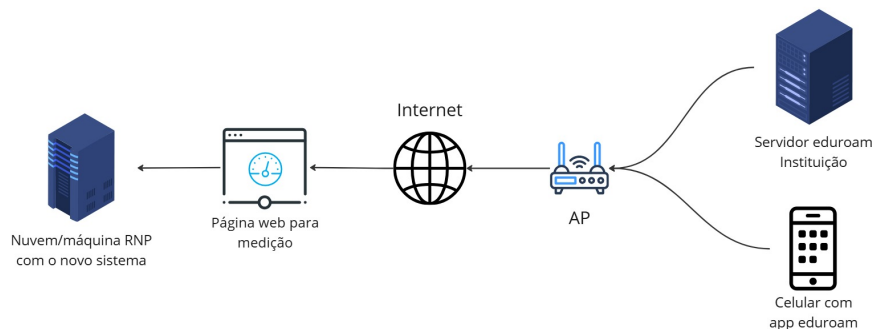 Internet
Servidor eduroam
Instituição
AP
Página web para
medição
Nuvem/máquina RNP
com o novo sistema
Celular com
app eduroam